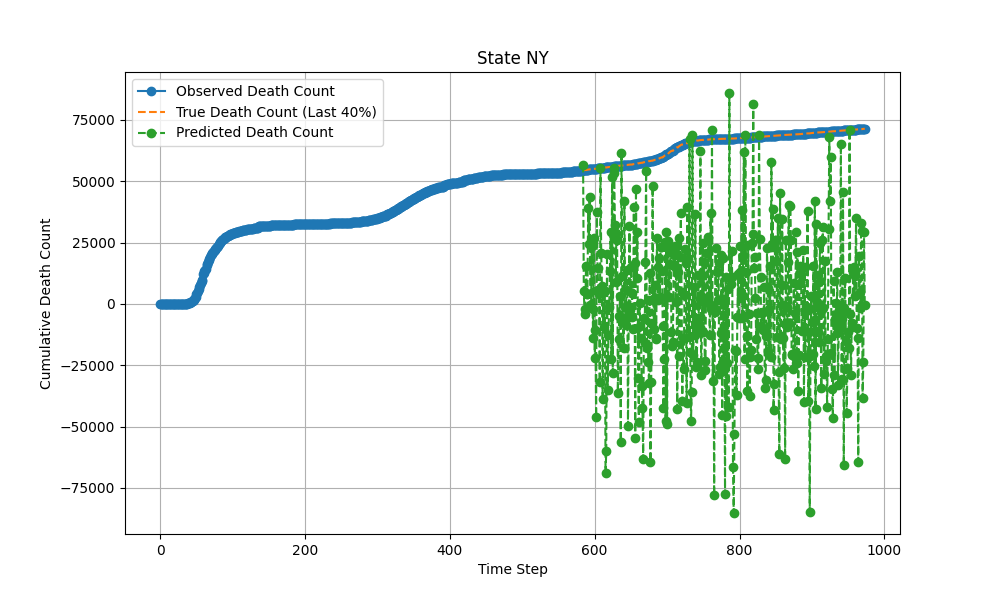 State NY
Observed Death Count
True Death Count (Last 40%)
Predicted Death Count
75000
50000
25000
0
−25000
−50000
−75000
Cumulative Death Count
0 200 400 600 800 1000
Time Step